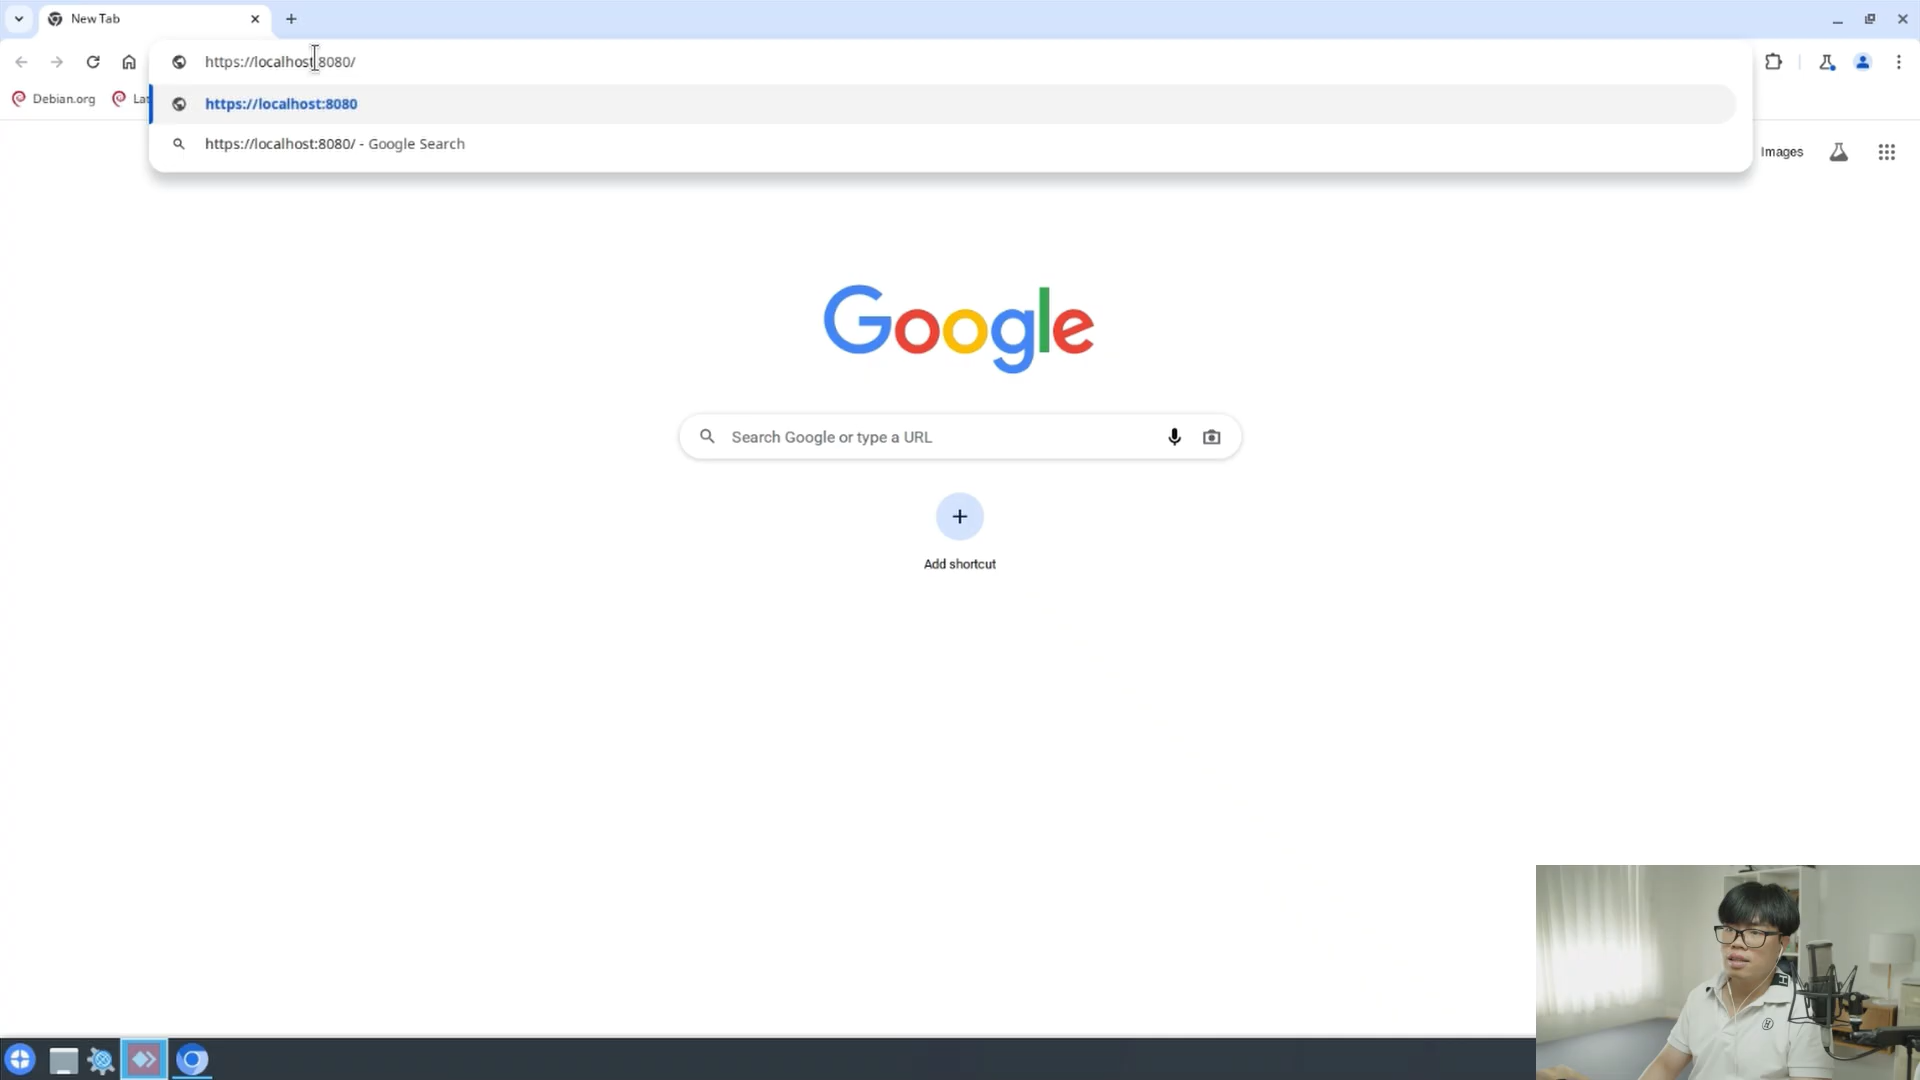 New Tab
https://localhost:8080/
Debian.org
Lat
https://localhost:8080
https://localhost:8080/ - Google Search
Images
Google
Search Google or type a URL
Add shortcut